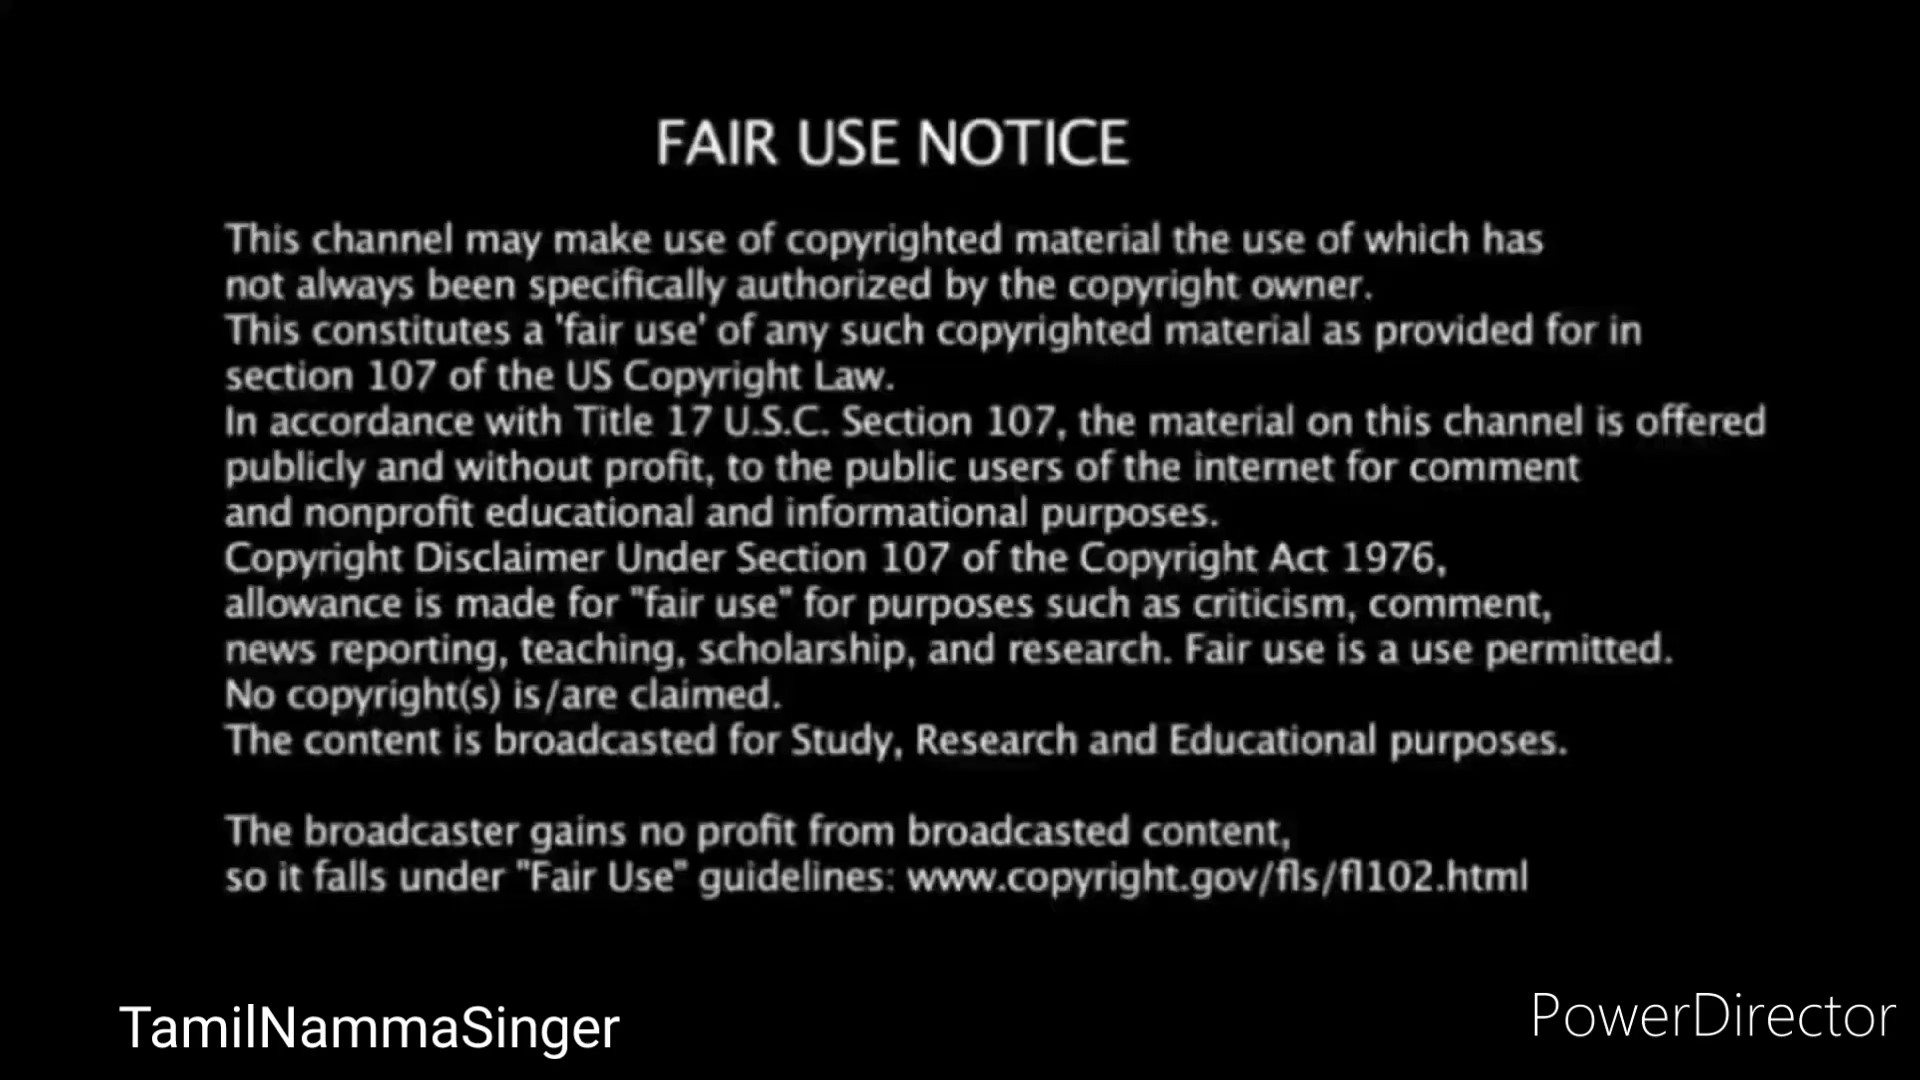 FAIR USE NOTICE
This channel may make use of copyrighted material the use of which has
not always been specifically authorized by the copyright owner.
This constitutes a 'fair use' of any such copyrighted material as provided for in
section 107 of the US Copyright Law.
In accordance with Title 17 U.S.C. Section 107, the material on this channel is offered
publicly and without profit, to the public users of the internet for comment
and nonprofit educational and informational purposes.
Copyright Disclaimer Under Section 107 of the Copyright Act 1976,
allowance is made for "fair use" for purposes such as criticism, comment,
news reporting, teaching, scholarship, and research. Fair use is a use permitted.
No copyright(s) is/are claimed.
The content is broadcasted for Study, Research and Educational purposes.
The broadcaster gains no profit from broadcasted content,
so it falls under "Fair Use" guidelines: www.copyright.gov/fls/fl102.html
TamilNammaSinger
PowerDirector